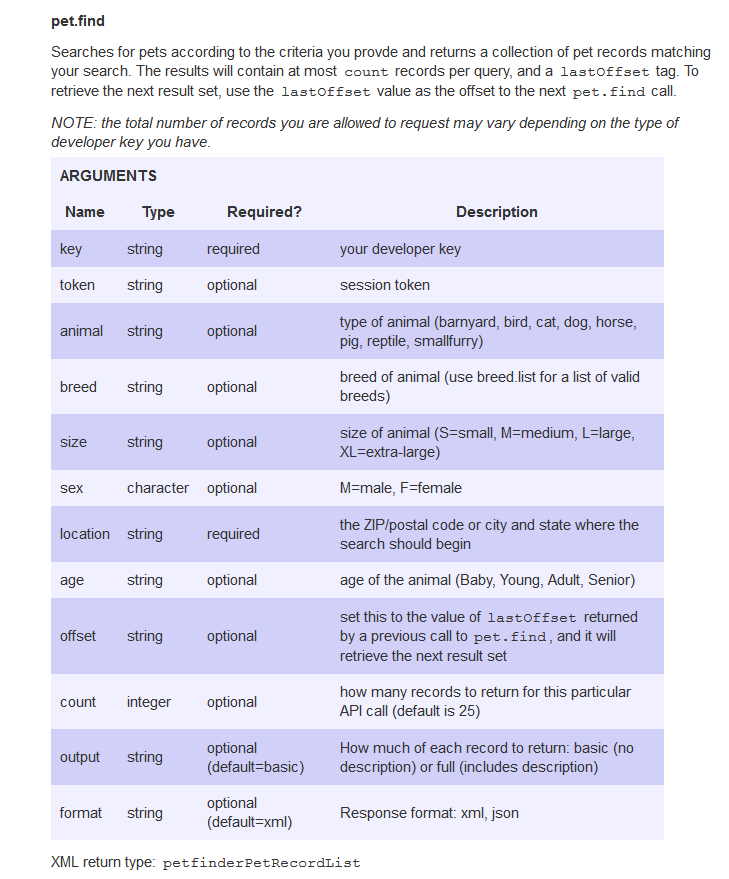 pet.find
Searches for pets according to the criteria you provde and returns a collection of pet records matching
your search. The results will contain at most count records per query, and a lastOffset tag. To
retrieve the next result set, use the lastOffset value as the offset to the next pet.find call.
NOTE: the total number of records you are allowed to request may vary depending on the type of
developer key you have.
ARGUMENTS
Name Type Required? Description
key string required your developer key
token string optional session token
animal string optional type of animal (barnyard, bird, cat, dog, horse,
pig, reptile, smallfurry)
breed string optional breed of animal (use breed.list for a list of valid
breeds)
size string optional size of animal (S=small, M=medium, L=large,
XL=extra-large)
sex character optional M=male, F=female
location string required the ZIP/postal code or city and state where the
search should begin
age string optional age of the animal (Baby, Young, Adult, Senior)
offset string optional set this to the value of lastOffset returned
by a previous call to pet.find, and it will
retrieve the next result set
count integer optional how many records to return for this particular
API call (default is 25)
output string optional How much of each record to return: basic (no
(default=basic) description) or full (includes description)
format string optional
(default=xml) Response format: xml, json
XML return type: petfinderPetRecordList